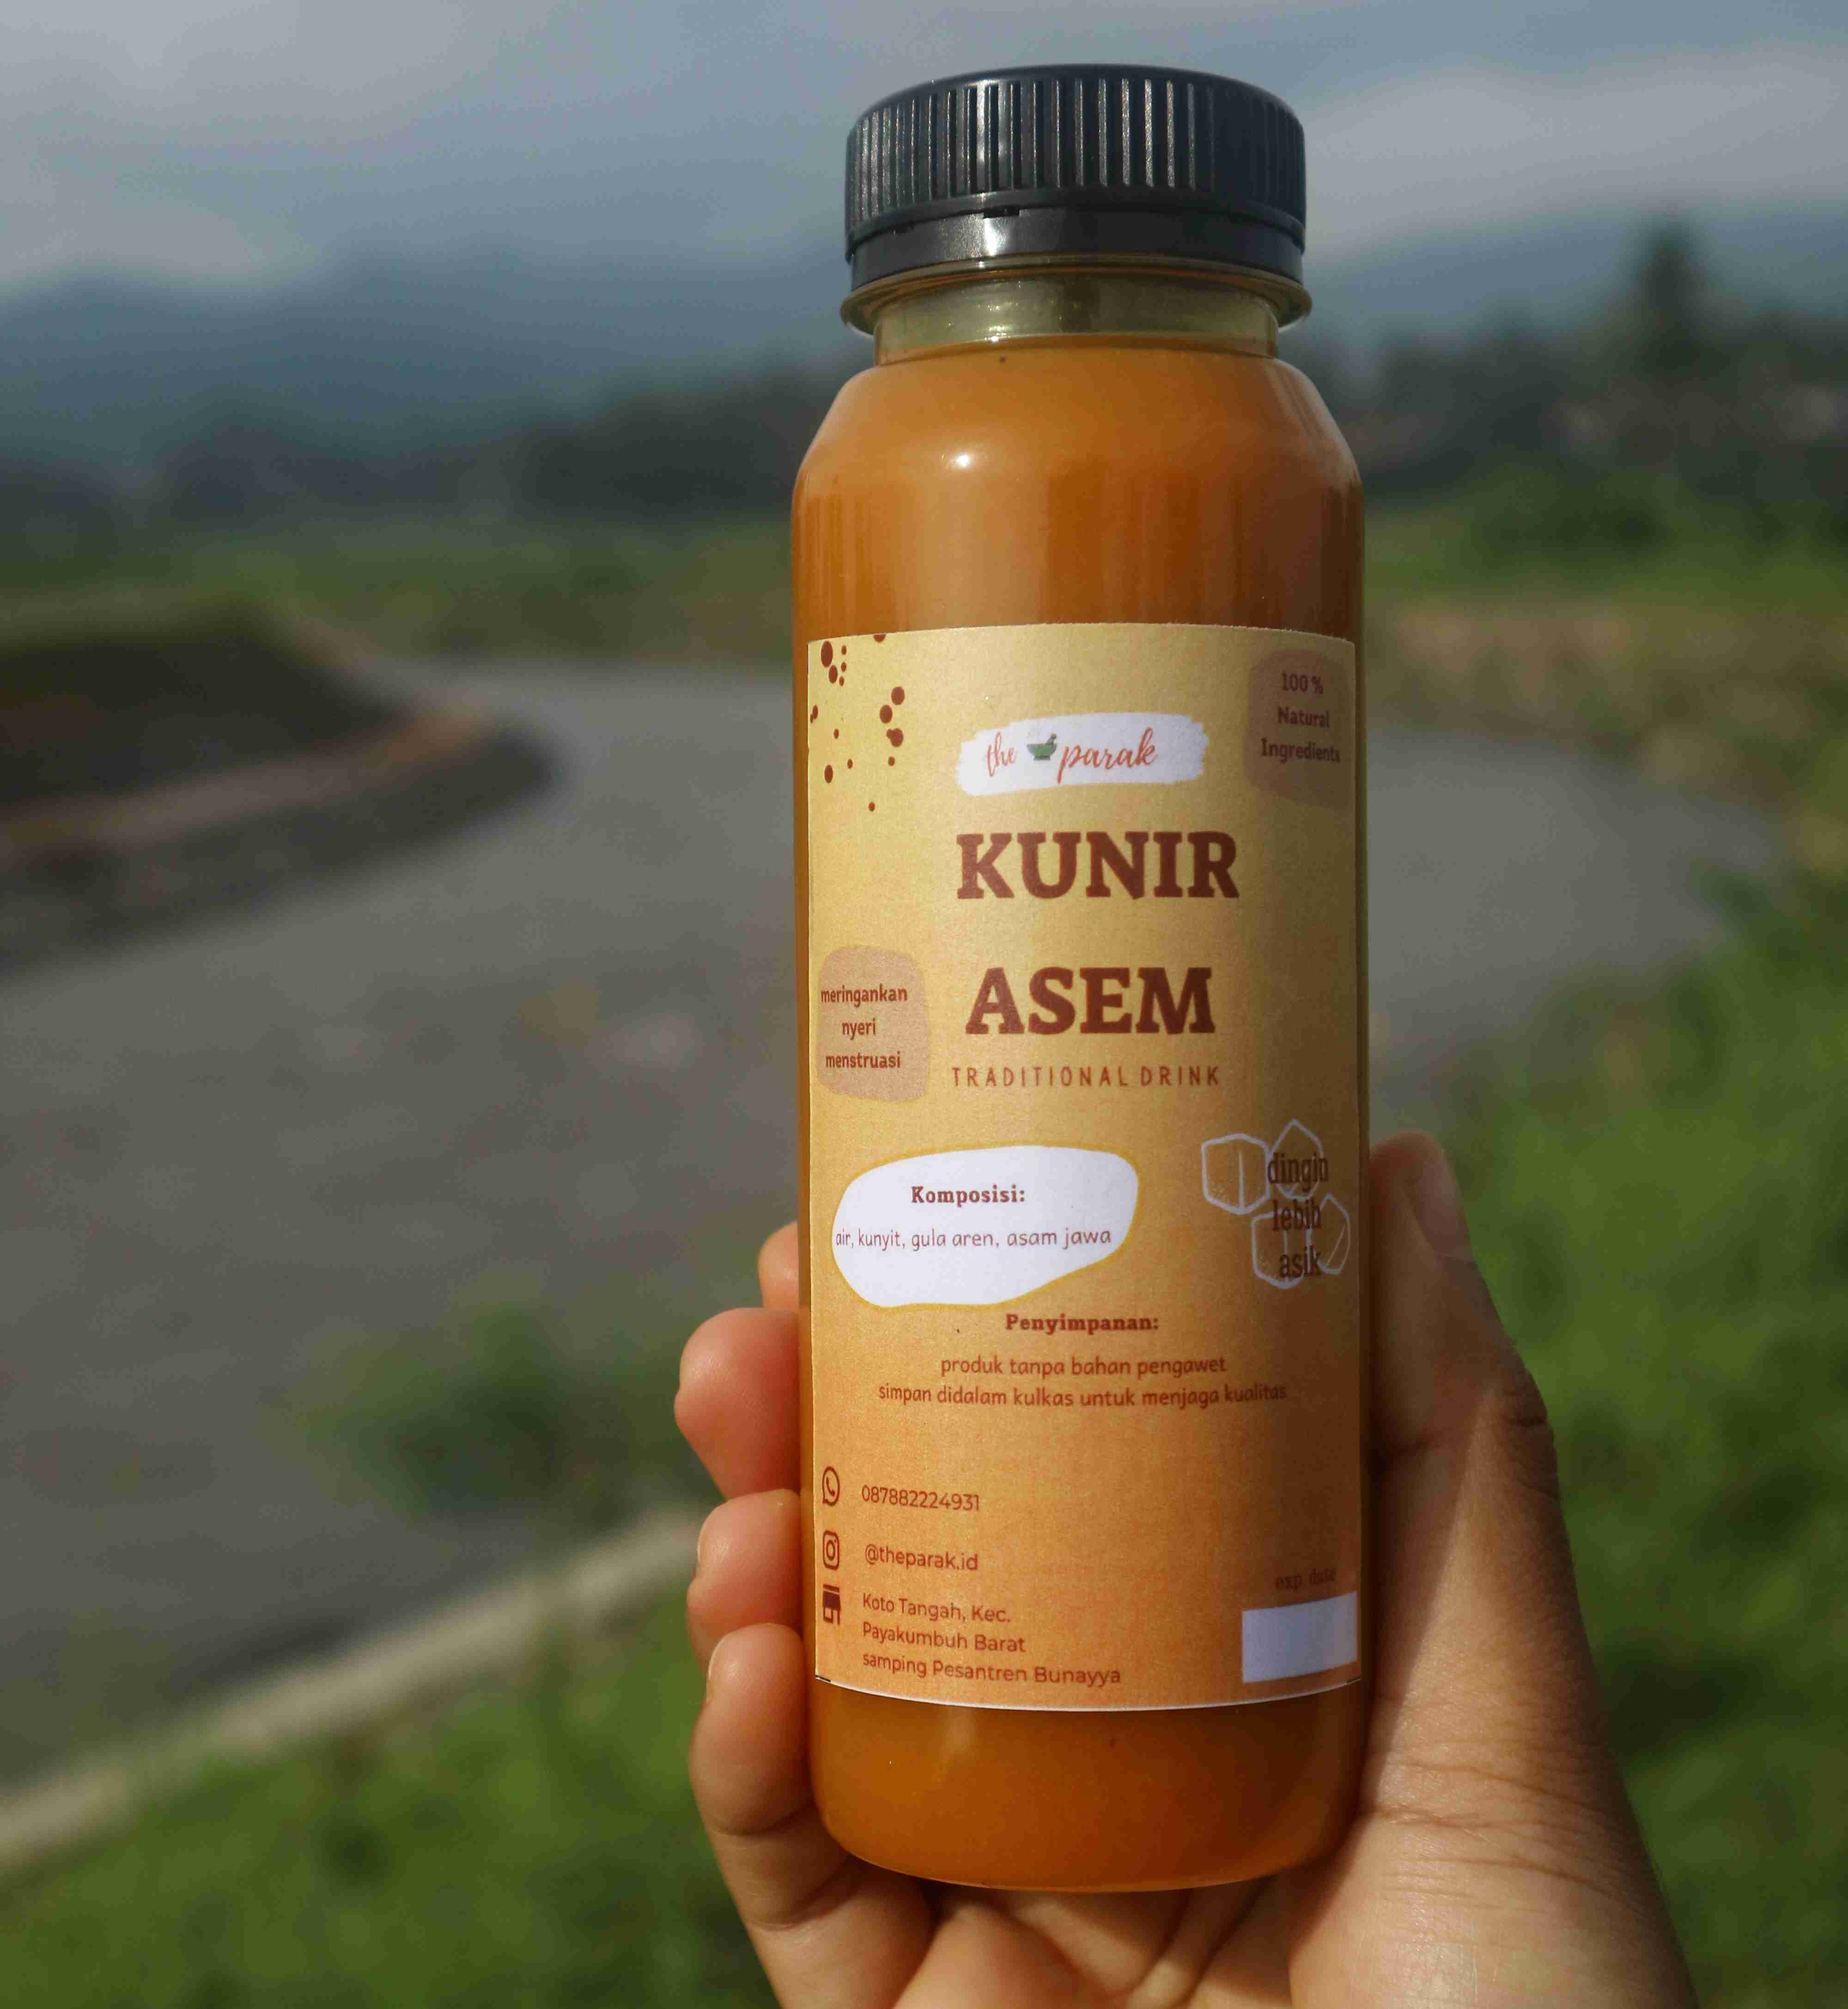 100 %
Natural
Ingredients
the parak
KUNIR
ASEM
TRADITIONAL DRINK
meringankan
nyeri
menstruasi
Komposisi:
air, kunyit, gula aren, asam jawa
dingin
lebih
asik
Penyimpanan:
produk tanpa bahan pengawet
simpan didalam kulkas untuk menjaga kualitas
087882224931
@theparak.id
Koto Tangah, Kec.
Payakumbuh Barat
samping Pesantren Bunayya
exp. date